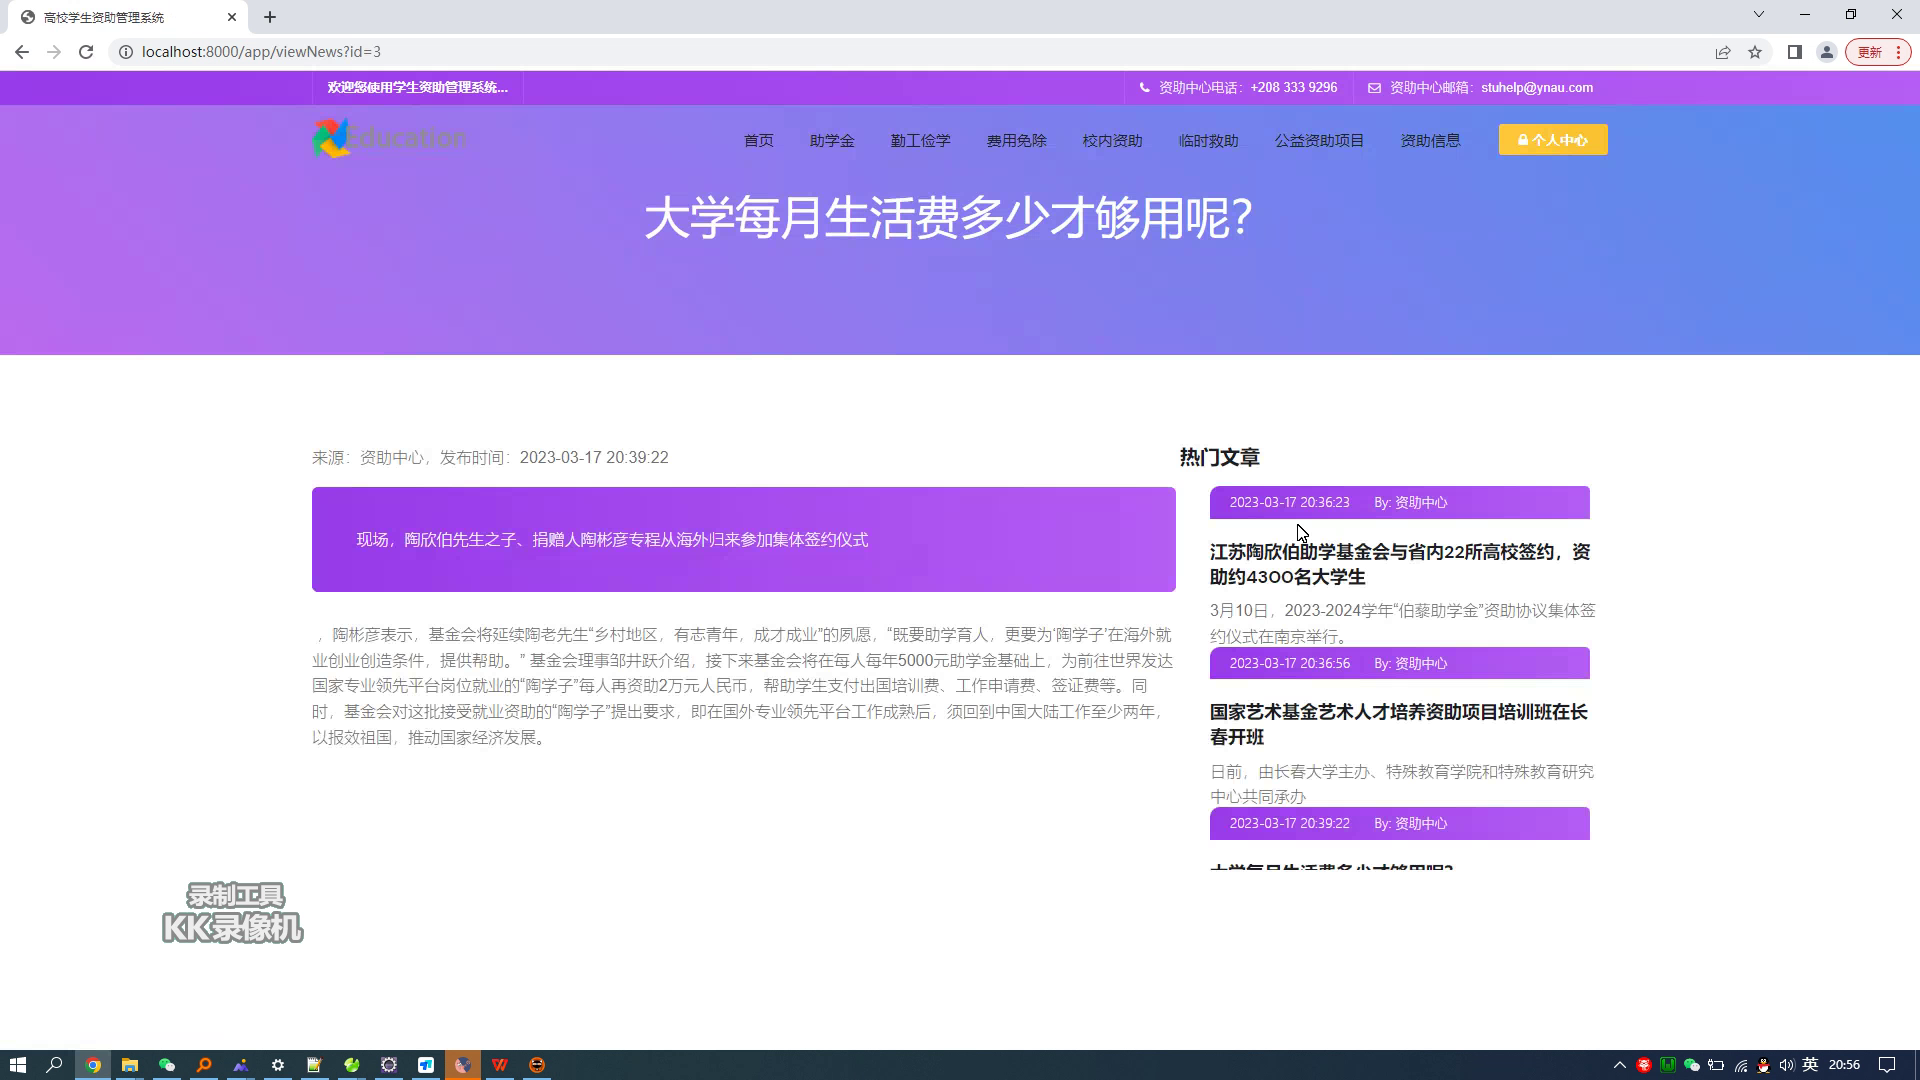 高校学生资助管理系统
localhost:8000/app/viewNews?id=3
更新
欢迎您使用学生资助管理系统...
资助中心电话：+208 333 9296
资助中心邮箱：stuhelp@ynau.com
Education
首页
助学金
勤工俭学
费用免除
校内资助
临时救助
公益资助项目
资助信息
个人中心
大学每月生活费多少才够用呢?
来源：资助中心，发布时间：2023-03-17 20:39:22
现场，陶欣伯先生之子、捐赠人陶彬彦专程从海外归来参加集体签约仪式
，陶彬彦表示，基金会将延续陶老先生“乡村地区，有志青年，成才成业”的夙愿，“既要助学育人，更要为‘陶学子’在海外就
业创业创造条件，提供帮助。” 基金会理事邹井跃介绍，接下来基金会将在每人每年5000元助学金基础上，为前往世界发达
国家专业领先平台岗位就业的“陶学子”每人再资助2万元人民币，帮助学生支付出国培训费、工作申请费、签证费等。同
时，基金会对这批接受就业资助的“陶学子”提出要求，即在国外专业领先平台工作成熟后，须回到中国大陆工作至少两年，
以报效祖国，推动国家经济发展。
热门文章
2023-03-17 20:36:23 By: 资助中心
江苏陶欣伯助学基金会与省内22所高校签约，资
助约4300名大学生
3月10日，2023-2024学年“伯藜助学金”资助协议集体签
约仪式在南京举行。
2023-03-17 20:36:56 By: 资助中心
国家艺术基金艺术人才培养资助项目培训班在长
春开班
日前，由长春大学主办、特殊教育学院和特殊教育研究
中心共同承办
2023-03-17 20:39:22 By: 资助中心
大学每月生活费多少才够用呢?
录制工具
KK录像机
英
20:56